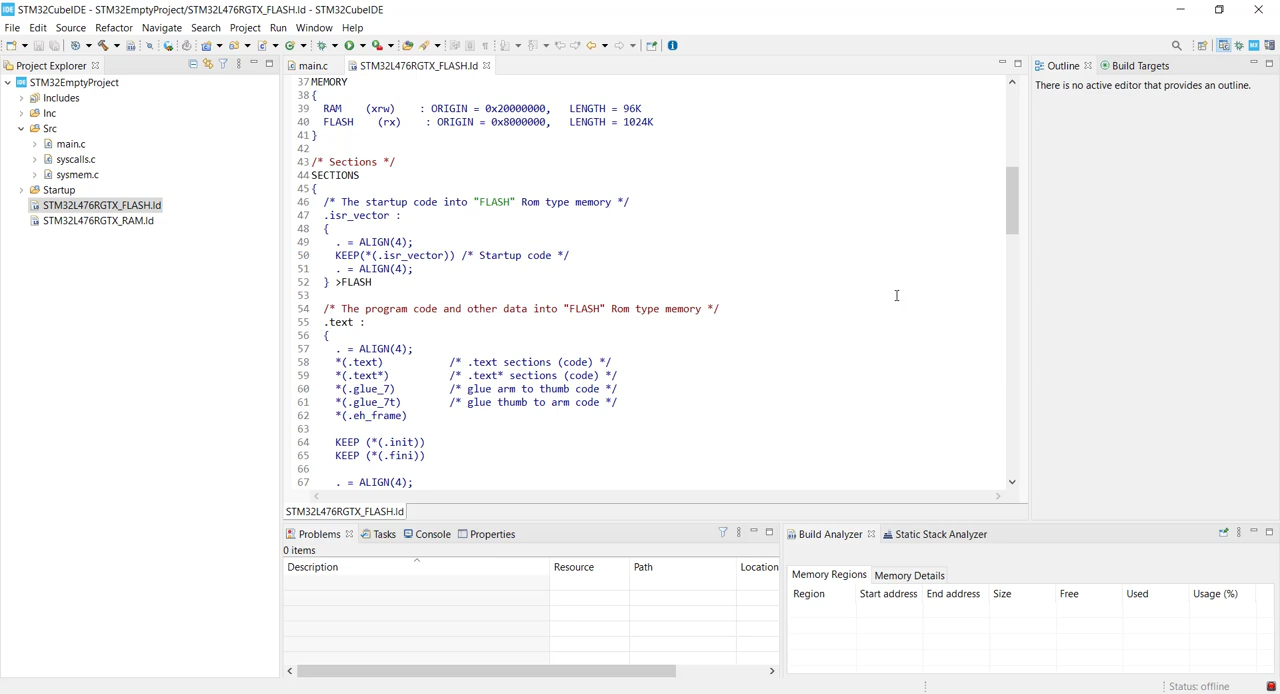 STM32CubeIDE - STM32EmptyProject/STM32L476RGTX_FLASH.ld - STM32CubeIDE
File Edit Source Refactor Navigate Search Project Run Window Help
Project Explorer
STM32EmptyProject
Includes
Inc
Src
main.c
syscalls.c
sysmem.c
Startup
STM32L476RGTX_FLASH.ld
STM32L476RGTX_RAM.ld
main.c STM32L476RGTX_FLASH.ld
37 MEMORY
38 {
39 RAM (xrw) : ORIGIN = 0x20000000, LENGTH = 96K
40 FLASH (rx) : ORIGIN = 0x8000000, LENGTH = 1024K
41 }
42
43 /* Sections */
44 SECTIONS
45 {
46 /* The startup code into "FLASH" Rom type memory */
47 .isr_vector :
48 {
49 . = ALIGN(4);
50 KEEP(*(.isr_vector)) /* Startup code */
51 . = ALIGN(4);
52 } >FLASH
53
54 /* The program code and other data into "FLASH" Rom type memory */
55 .text :
56 {
57 . = ALIGN(4);
58 *(.text) /* .text sections (code) */
59 *(.text*) /* .text* sections (code) */
60 *(.glue_7) /* glue arm to thumb code */
61 *(.glue_7t) /* glue thumb to arm code */
62 *(.eh_frame)
63
64 KEEP (*(.init))
65 KEEP (*(.fini))
66
67 . = ALIGN(4);
STM32L476RGTX_FLASH.ld
Outline Build Targets
There is no active editor that provides an outline.
Problems Tasks Console Properties
0 items
Description Resource Path Location
Build Analyzer Static Stack Analyzer
Memory Regions Memory Details
Region Start address End address Size Free Used Usage (%)
Status: offline